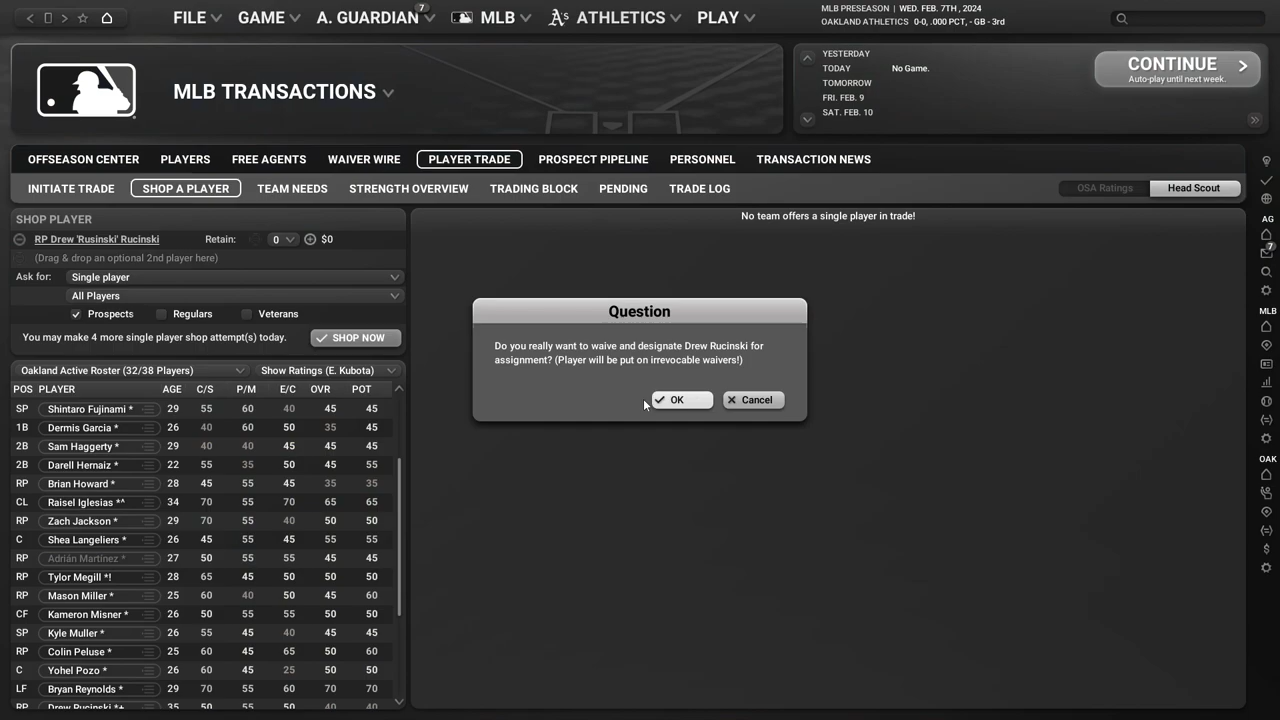 FILE GAME A. GUARDIAN 7 MLB A's ATHLETICS PLAY
MLB PRESEASON | WED. FEB. 7TH , 2024
OAKLAND ATHLETICS 0-0, .000 PCT, - GB - 3rd
MLB TRANSACTIONS
YESTERDAY
TODAY No Game.
TOMORROW
FRI. FEB. 9
SAT. FEB. 10
CONTINUE
Auto-play until next week.
OFFSEASON CENTER PLAYERS FREE AGENTS WAIVER WIRE PLAYER TRADE PROSPECT PIPELINE PERSONNEL TRANSACTION NEWS
INITIATE TRADE SHOP A PLAYER TEAM NEEDS STRENGTH OVERVIEW TRADING BLOCK PENDING TRADE LOG OSA Ratings Head Scout
SHOP PLAYER
RP Drew 'Rusinski' Rucinski Retain: 0 $0
(Drag & drop an optional 2nd player here)
Ask for: Single player
All Players
Prospects Regulars Veterans
You may make 4 more single player shop attempt(s) today. SHOP NOW
Oakland Active Roster (32/38 Players) Show Ratings (E. Kubota)
POS PLAYER AGE C/S P/M E/C OVR POT
SP Shintaro Fujinami * 29 55 60 40 45 45
1B Dermis Garcia * 26 40 60 50 35 45
2B Sam Haggerty * 29 40 40 45 45 45
2B Darell Hernaiz * 22 55 35 50 45 55
RP Brian Howard * 28 45 55 45 35 35
CL Raisel Iglesias *^ 34 70 55 70 65 65
RP Zach Jackson * 29 70 55 40 50 50
C Shea Langeliers * 26 45 55 45 55 55
RP Adrián Martínez * 27 50 55 55 45 45
RP Tylor Megill *! 28 65 45 50 50 50
RP Mason Miller * 25 60 40 50 45 60
CF Kameron Misner * 26 50 55 55 50 50
SP Kyle Muller * 26 55 45 40 45 45
RP Colin Peluse * 25 60 45 65 50 60
C Yohel Pozo * 26 60 45 25 50 50
LF Bryan Reynolds * 29 70 55 60 70 70
RP Drew Rucinski *+ 35 50 55 50 40 40
No team offers a single player in trade!
Question
Do you really want to waive and designate Drew Rucinski for
assignment? (Player will be put on irrevocable waivers!)
OK Cancel
AG
7
MLB
OAK